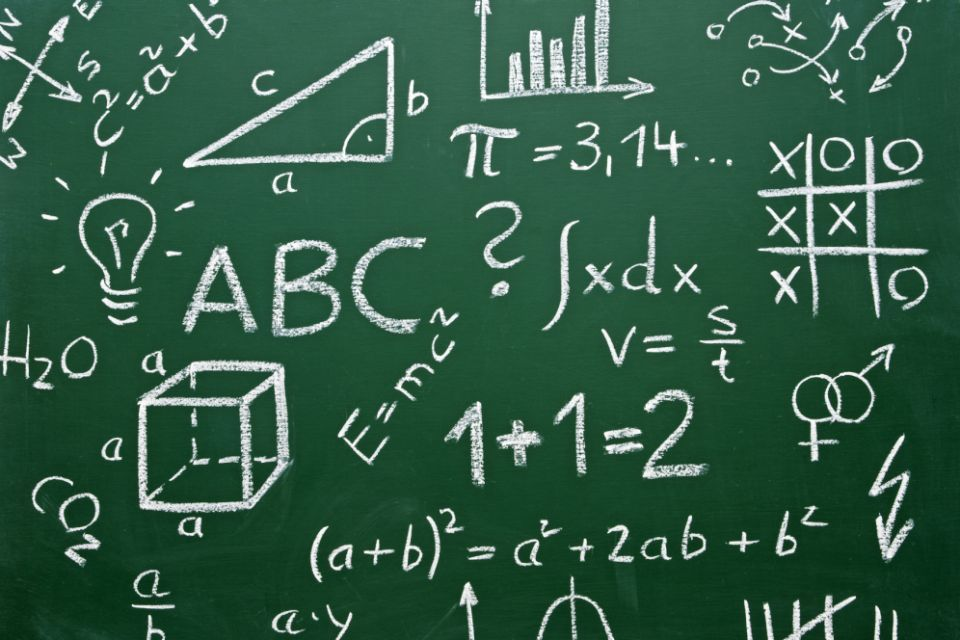 N E
S
W
c² = a² + b²
c
b
a
π = 3,14...
X O O
X X
X O
?
ABC
∫xdx
v = s/t
H₂O
a
a
a
E = mc²
1+1=2
CO₂
(a+b)² = a² + 2ab + b²
a/b
a·y